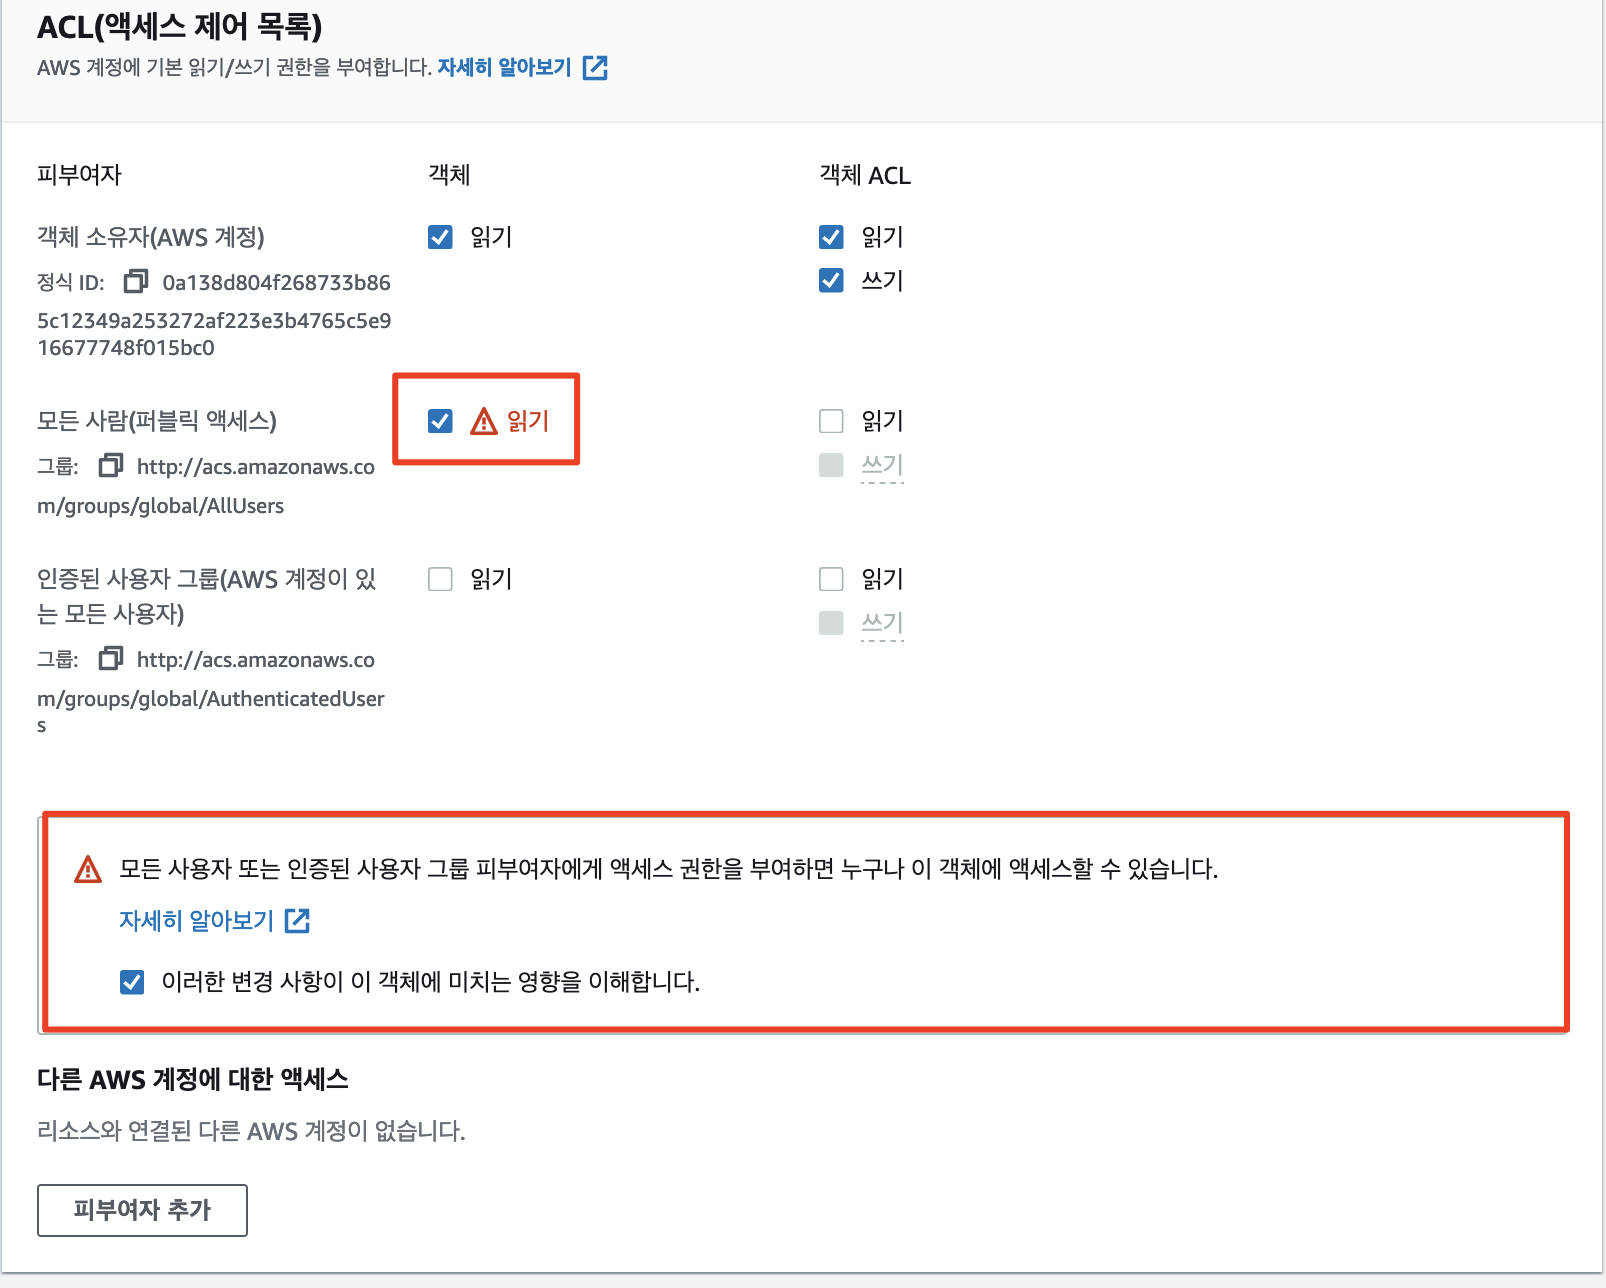 ACL(액세스 제어 목록)
AWS 계정에 기본 읽기/쓰기 권한을 부여합니다. 자세히 알아보기
피부여자 객체 객체 ACL
객체 소유자(AWS 계정) 읽기 읽기
정식 ID: 0a138d804f268733b86 쓰기
5c12349a253272af223e3b4765c5e9
16677748f015bc0
모든 사람(퍼블릭 액세스) 읽기 읽기
그룹: http://acs.amazonaws.co 쓰기
m/groups/global/AllUsers
인증된 사용자 그룹(AWS 계정이 있 읽기 읽기
는 모든 사용자) 쓰기
그룹: http://acs.amazonaws.co
m/groups/global/AuthenticatedUser
s
모든 사용자 또는 인증된 사용자 그룹 피부여자에게 액세스 권한을 부여하면 누구나 이 객체에 액세스할 수 있습니다.
자세히 알아보기
이러한 변경 사항이 이 객체에 미치는 영향을 이해합니다.
다른 AWS 계정에 대한 액세스
리소스와 연결된 다른 AWS 계정이 없습니다.
피부여자 추가